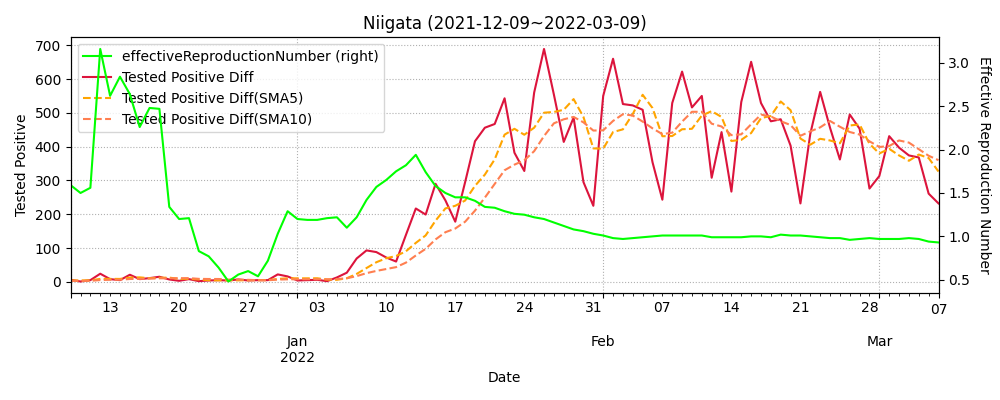 Niigata (2021-12-09~2022-03-09)
effectiveReproductionNumber (right)
Tested Positive Diff
Tested Positive Diff(SMA5)
Tested Positive Diff(SMA10)
Tested Positive
700
600
500
400
300
200
100
0
3.0
2.5
2.0
1.5
1.0
0.5
Effective Reproduction Number
13 20 27 03 10 17 24 31 07 14 21 28 07
Jan Feb Mar
2022
Date